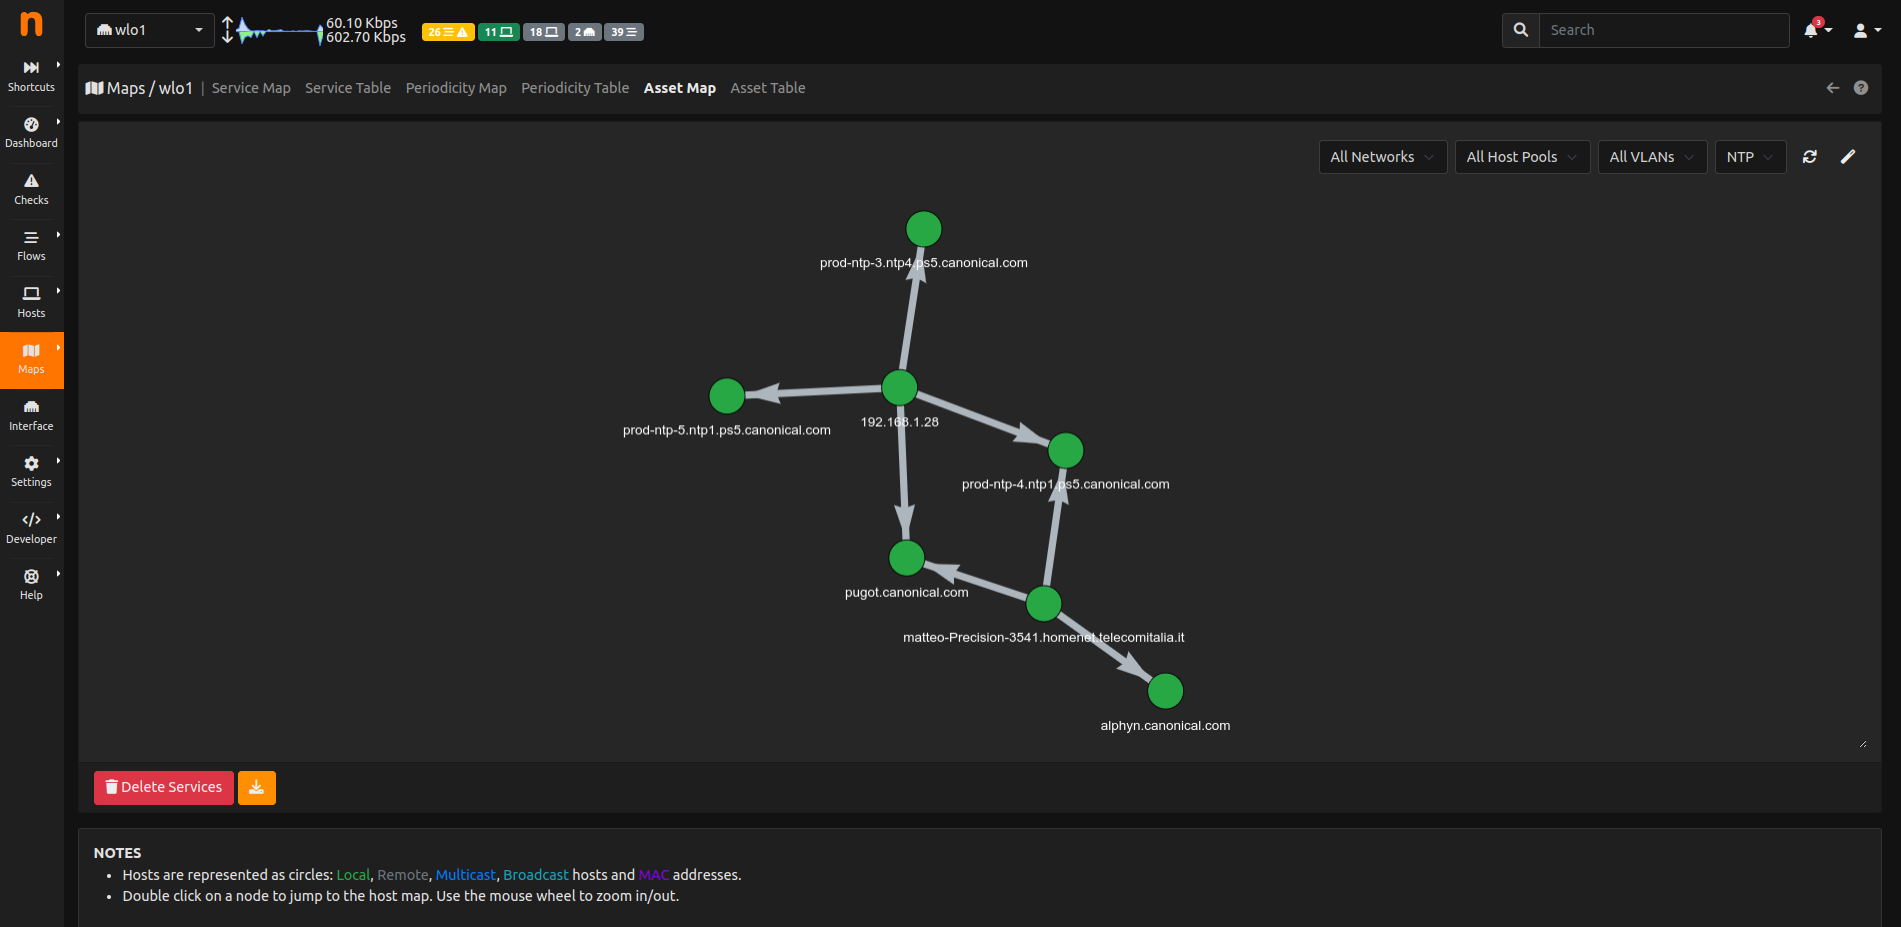 n
wlo1
60.10 Kbps
602.70 Kbps
26
11
18
2
39
Search
3
Shortcuts
Dashboard
Checks
Flows
Hosts
Maps
Interface
Settings
Developer
Help
Maps / wlo1 | Service Map Service Table Periodicity Map Periodicity Table Asset Map Asset Table
All Networks
All Host Pools
All VLANs
NTP
prod-ntp-3.ntp4.ps5.canonical.com
192.168.1.28
prod-ntp-5.ntp1.ps5.canonical.com
prod-ntp-4.ntp1.ps5.canonical.com
pugot.canonical.com
matteo-Precision-3541.homenet.telecomitalia.it
alphyn.canonical.com
Delete Services
NOTES
• Hosts are represented as circles: Local, Remote, Multicast, Broadcast hosts and MAC addresses.
• Double click on a node to jump to the host map. Use the mouse wheel to zoom in/out.